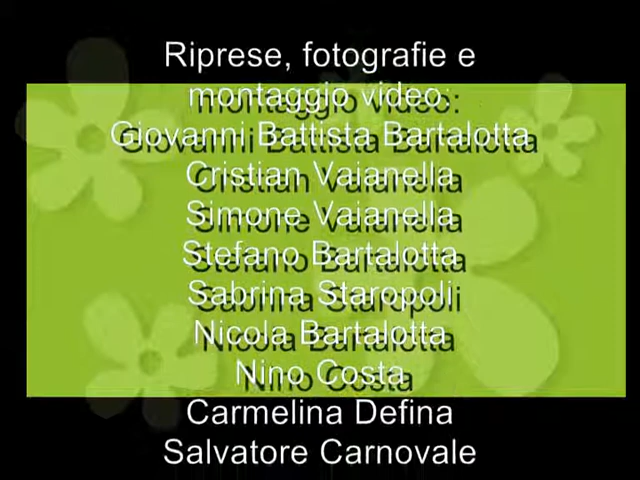 Riprese, fotografie e
montaggio video:
Giovanni Battista Bartalotta
Cristian Vaianella
Simone Vaianella
Stefano Bartalotta
Sabrina Staropoli
Nicola Bartalotta
Nino Costa
Carmelina Defina
Salvatore Carnovale